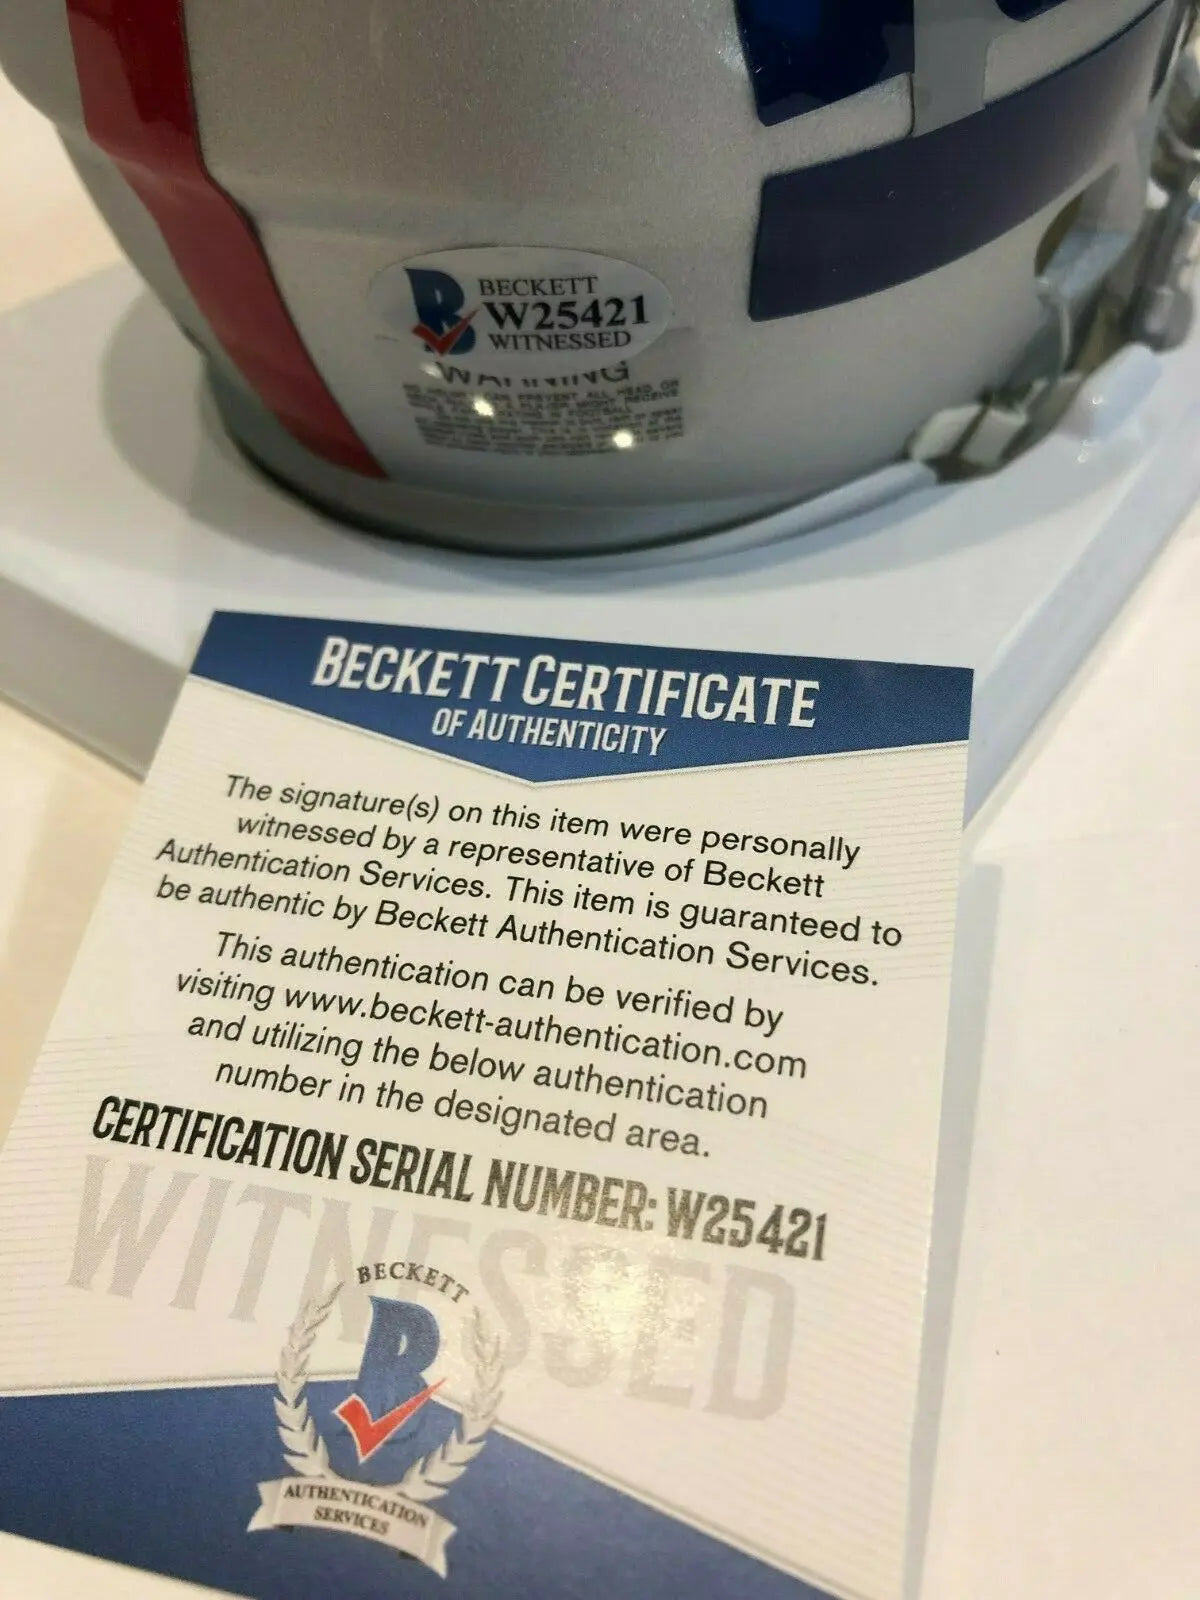 BECKETT
W25421
WITNESSED
WARNING
BECKETT CERTIFICATE
OF AUTHENTICITY
The signature(s) on this item were personally
witnessed by a representative of Beckett
Authentication Services. This item is guaranteed to
be authentic by Beckett Authentication Services.
This authentication can be verified by
visiting www.beckett-authentication.com
and utilizing the below authentication
number in the designated area.
CERTIFICATION SERIAL NUMBER: W25421
WITNESSED
BECKETT
B
AUTHENTICATION
SERVICES